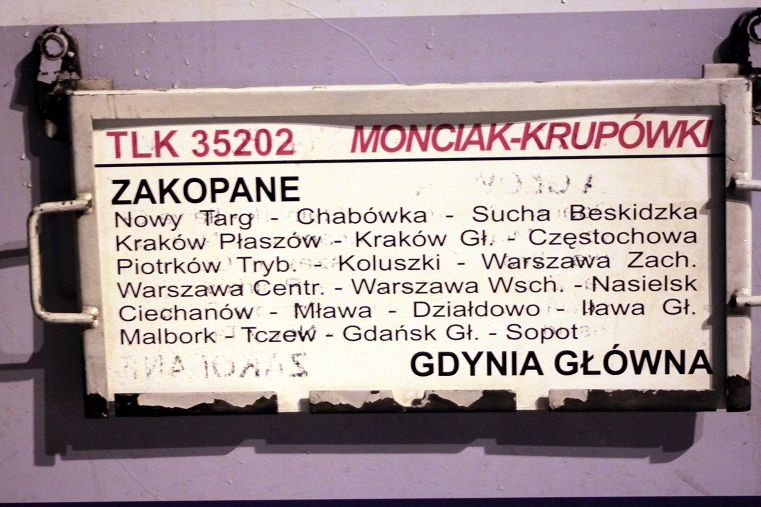 TLK 35202 MONCIAK-KRUPÓWKI
ZAKOPANE
Nowy Targ - Chabówka - Sucha Beskidzka
Kraków Płaszów - Kraków Gł. - Częstochowa
Piotrków Tryb. - Koluszki - Warszawa Zach.
Warszawa Centr. - Warszawa Wsch. - Nasielsk
Ciechanów - Mława - Działdowo - Iława Gł.
Malbork - Tczew - Gdańsk Gł. - Sopot
GDYNIA GŁÓWNA